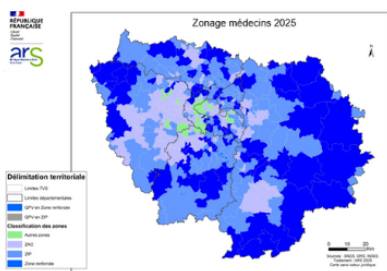 RÉPUBLIQUE
FRANÇAISE
ars
Zonage médecins 2025
N
Délimitation territoriale
Limites TVS
Limites départementales
QPV en Zone renforcée
QPV en ZIP
Classification des zones
Autres zones
ZAC
ZIP
Zone renforcée
0 10 20
Km